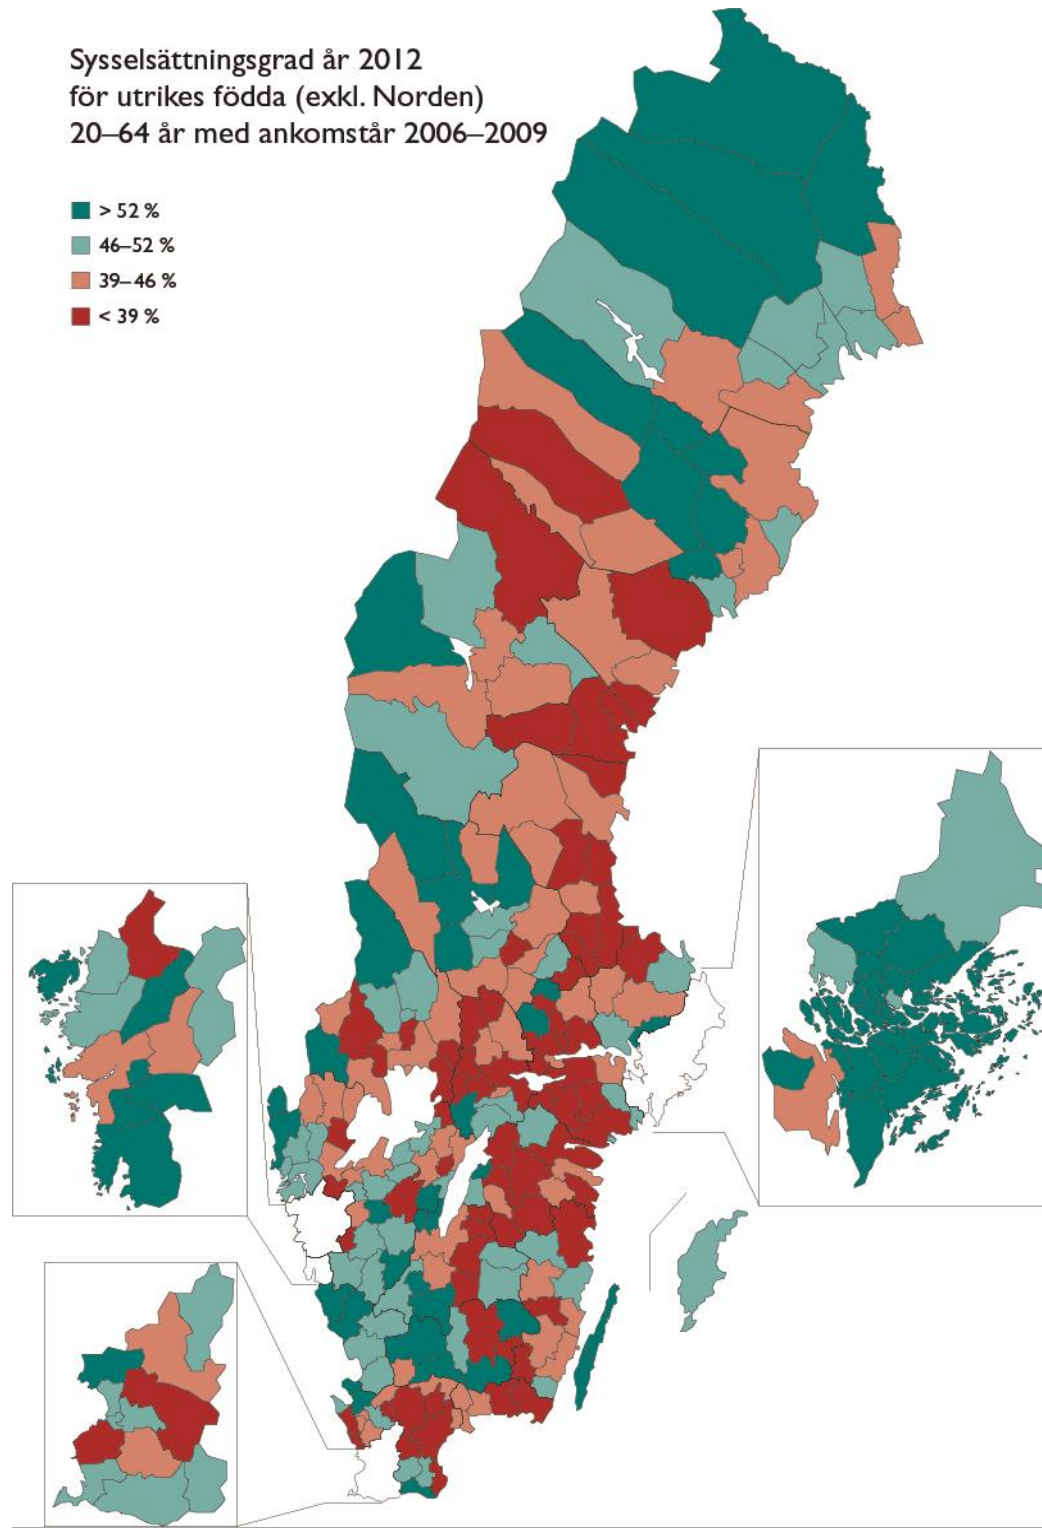 Sysselsättningsgrad år 2012
för utrikes födda (exkl. Norden)
20–64 år med ankomstår 2006–2009
> 52 %
46–52 %
39–46 %
< 39 %